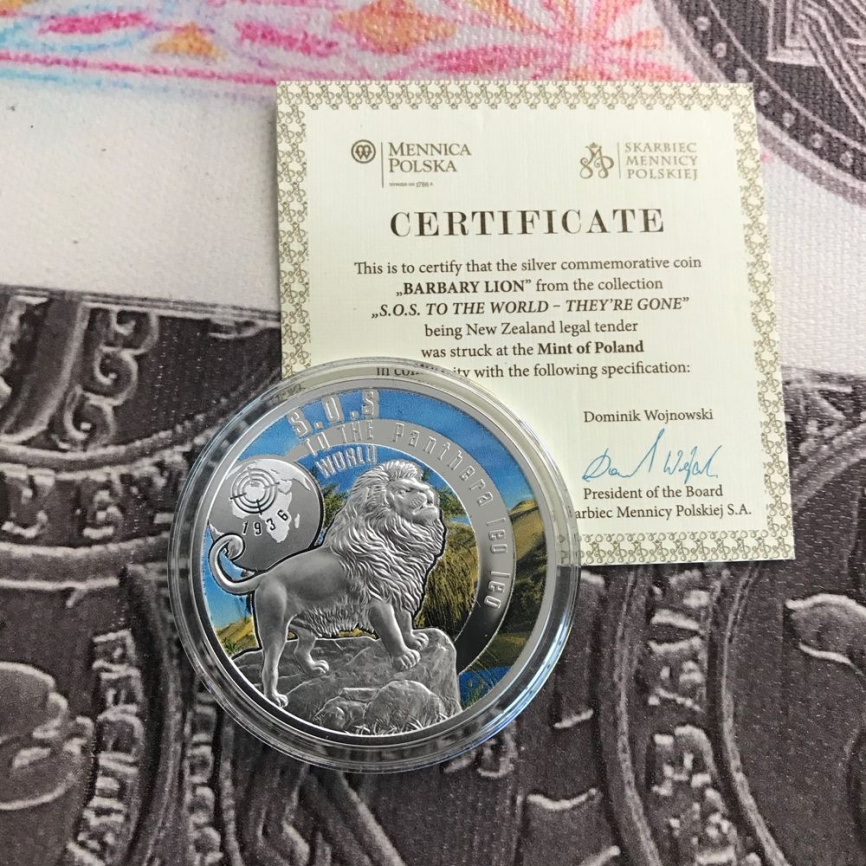 MENNICA
POLSKA
SKARBIEC
MENNICY
POLSKIEJ
CERTIFICATE
This is to certify that the silver commemorative coin
„BARBARY LION” from the collection
„S.O.S. TO THE WORLD – THEY'RE GONE”
being New Zealand legal tender
was struck at the Mint of Poland
with the following specification:
Dominik Wojnowski
President of the Board
Mennicy Polskiej S.A.
S.O.S
TO THE
WORLD
Panthera leo leo
1936